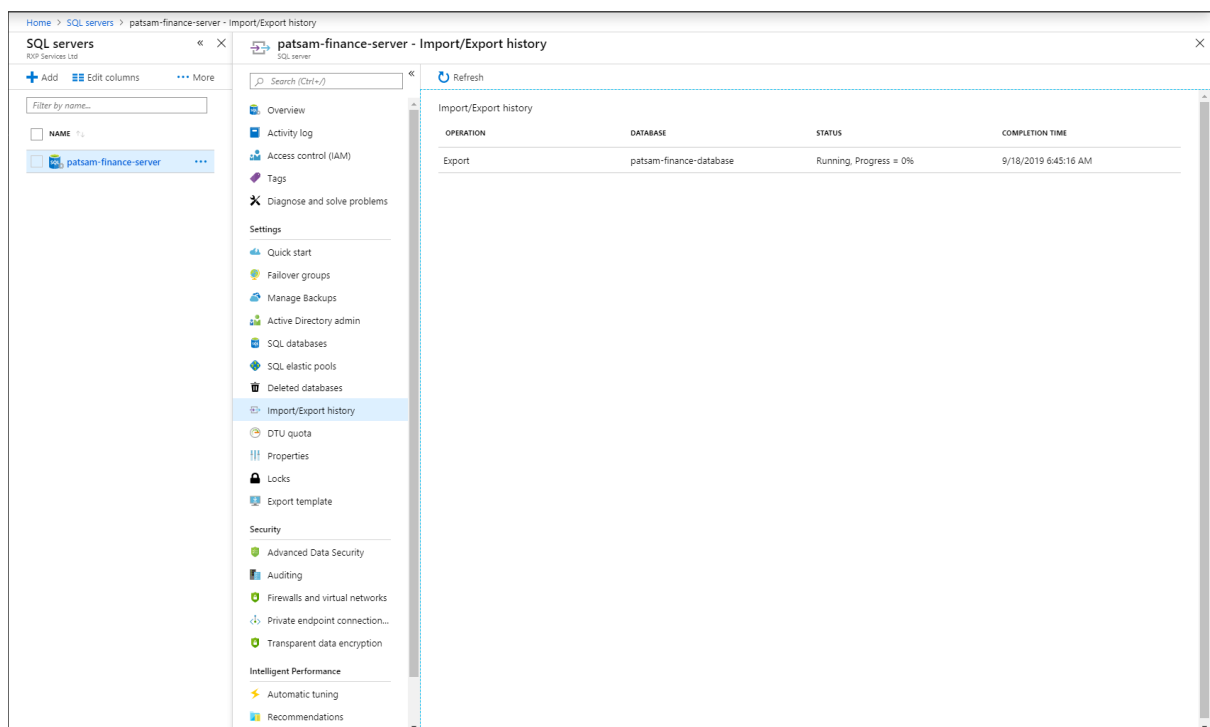 Home > SQL servers > patsam-finance-server - Import/Export history
SQL servers
RXP Services Ltd
Add Edit columns ••• More
Filter by name...
NAME
patsam-finance-server •••
patsam-finance-server - Import/Export history
SQL server
Search (Ctrl+/)
Overview
Activity log
Access control (IAM)
Tags
Diagnose and solve problems
Settings
Quick start
Failover groups
Manage Backups
Active Directory admin
SQL databases
SQL elastic pools
Deleted databases
Import/Export history
DTU quota
Properties
Locks
Export template
Security
Advanced Data Security
Auditing
Firewalls and virtual networks
Private endpoint connection...
Transparent data encryption
Intelligent Performance
Automatic tuning
Recommendations
Refresh
Import/Export history
OPERATION DATABASE STATUS COMPLETION TIME
Export patsam-finance-database Running, Progress = 0% 9/18/2019 6:45:16 AM